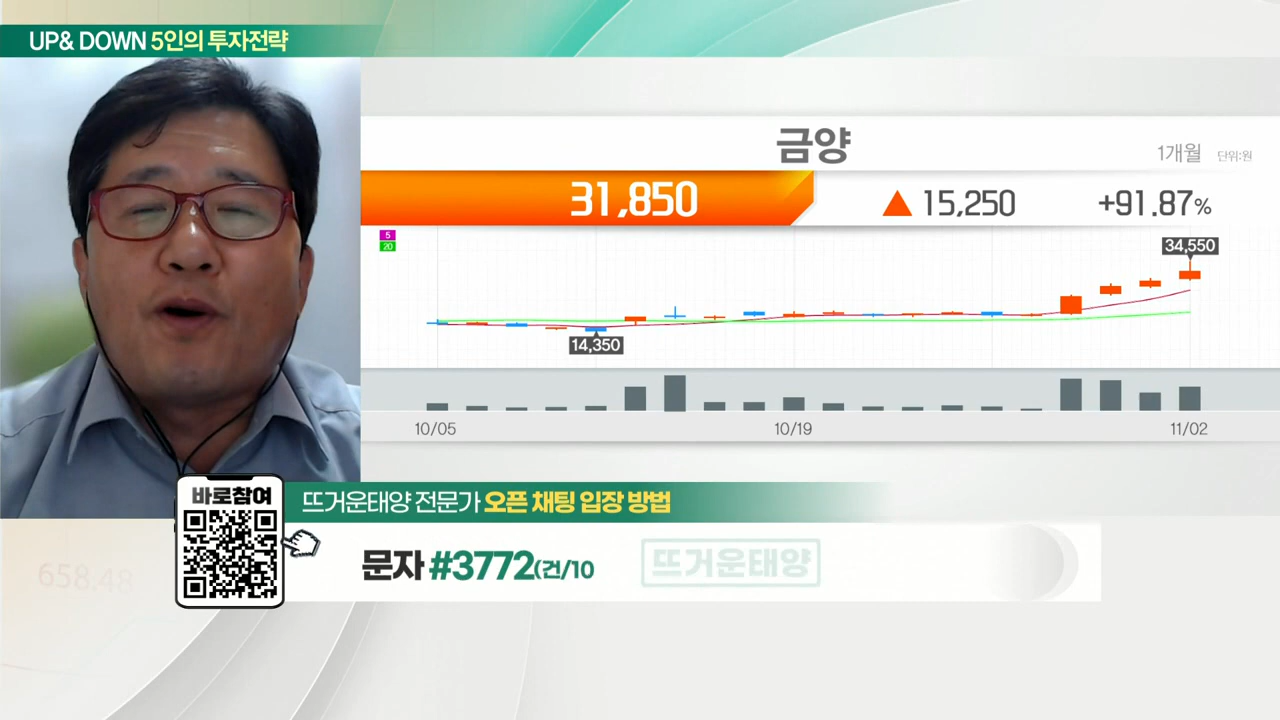 UP& DOWN 5인의 투자전략
금양
1개월 단위:원
31,850 ▲ 15,250 +91.87%
5
20
34,550
14,350
10/05 10/19 11/02
바로참여
뜨거운태양 전문가 오픈 채팅 입장 방법
문자 #3772(건/10
뜨거운태양
658.48